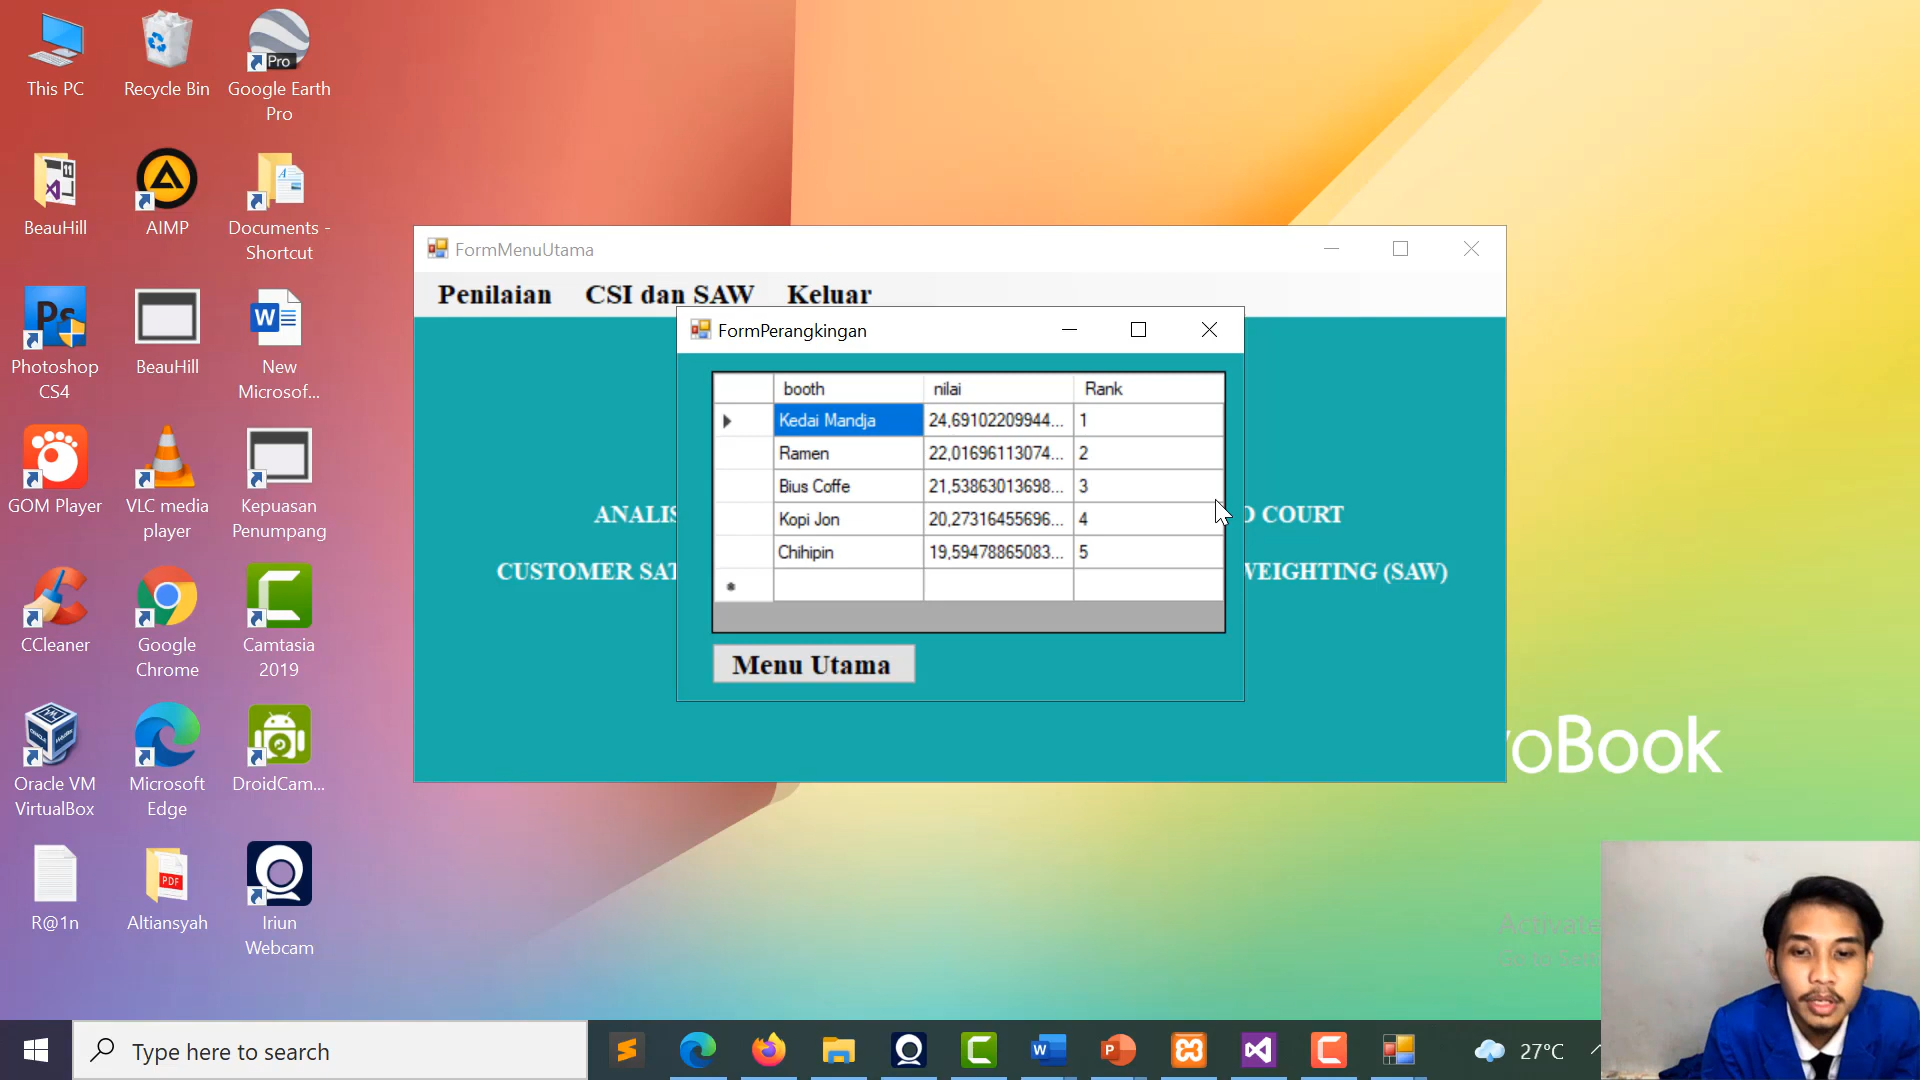 This PC
Recycle Bin
Pro
Google Earth
Pro
BeauHill
AIMP
Documents -
Shortcut
Ps
Photoshop
CS4
BeauHill
W
New
Microsof...
GOM Player
VLC media
player
Kepuasan
Penumpang
CCleaner
Google
Chrome
Camtasia
2019
Oracle VM
VirtualBox
Microsoft
Edge
DroidCam...
R@1n
PDF
Altiansyah
Iriun
Webcam
FormMenuUtama
Penilaian CSI dan SAW Keluar
FormPerangkingan
booth nilai Rank
Kedai Mandja 24,69102209944... 1
Ramen 22,01696113074... 2
Bius Coffe 21,53863013698... 3
Kopi Jon 20,27316455696... 4
Chihipin 19,59478865083... 5
Menu Utama
COURT
CUSTOMER
(SAW)
oBook
Activate
Type here to search
27°C